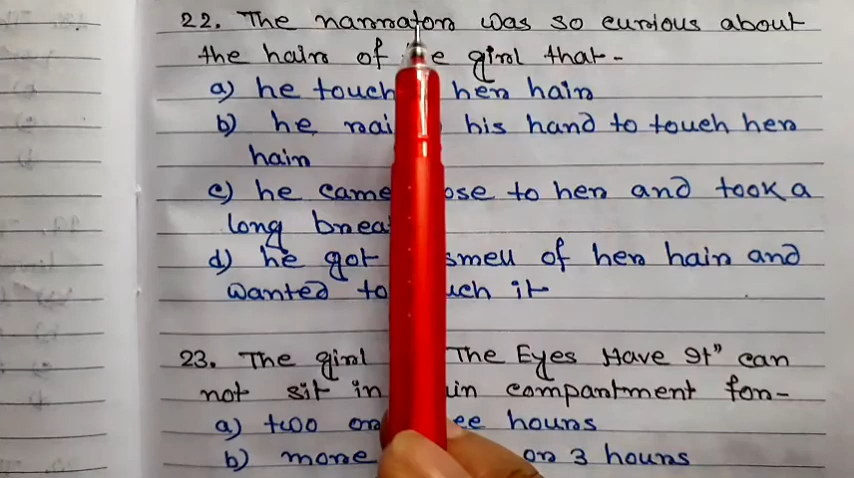 22. The narrator was so curious about
the hair of e girl that-
a) he touch her hair
b) he rai his hand to touch her
hair
c) he came ose to her and took a
long brea
d) he got smell of her hair and
wanted to uch it
23. The girl The Eyes Have It" can
not sit in in compartment for-
a) two or ee hours
b) more or 3 hours